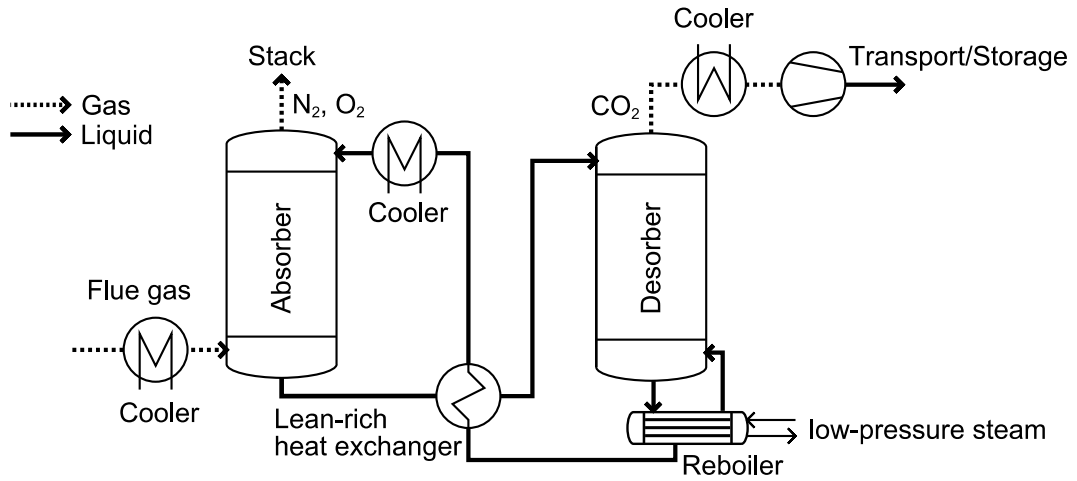 Cooler
Stack
Transport/Storage
N₂, O₂
CO₂
Gas
Liquid
Cooler
Absorber
Desorber
Flue gas
Cooler
Lean-rich
heat exchanger
low-pressure steam
Reboiler